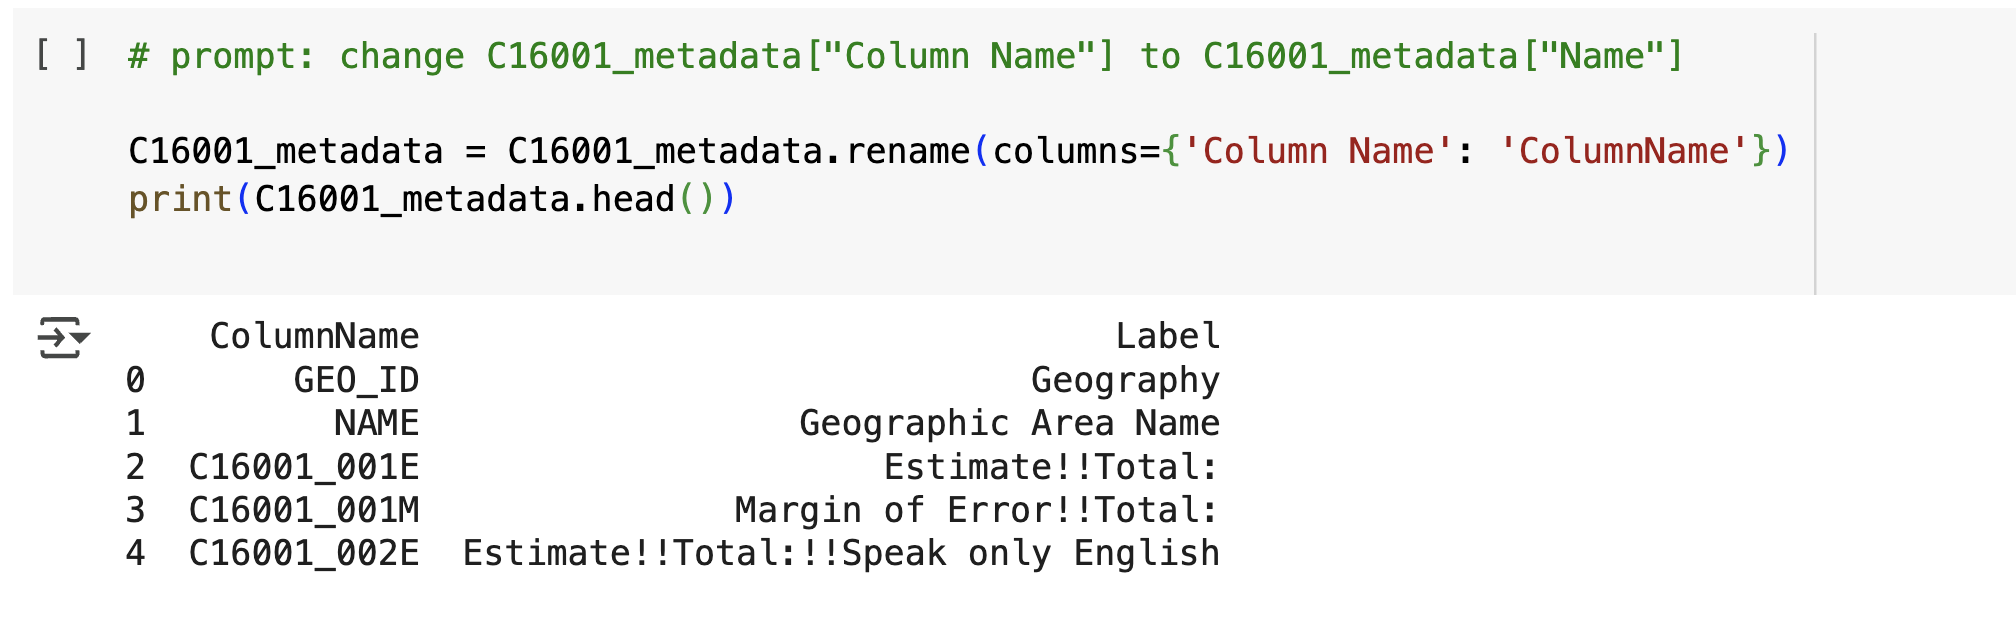 [ ] # prompt: change C16001_metadata["Column Name"] to C16001_metadata["Name"]
C16001_metadata = C16001_metadata.rename(columns={'Column Name': 'ColumnName'})
print(C16001_metadata.head())
ColumnName Label
0 GEO_ID Geography
1 NAME Geographic Area Name
2 C16001_001E Estimate!!Total:
3 C16001_001M Margin of Error!!Total:
4 C16001_002E Estimate!!Total:!!Speak only English